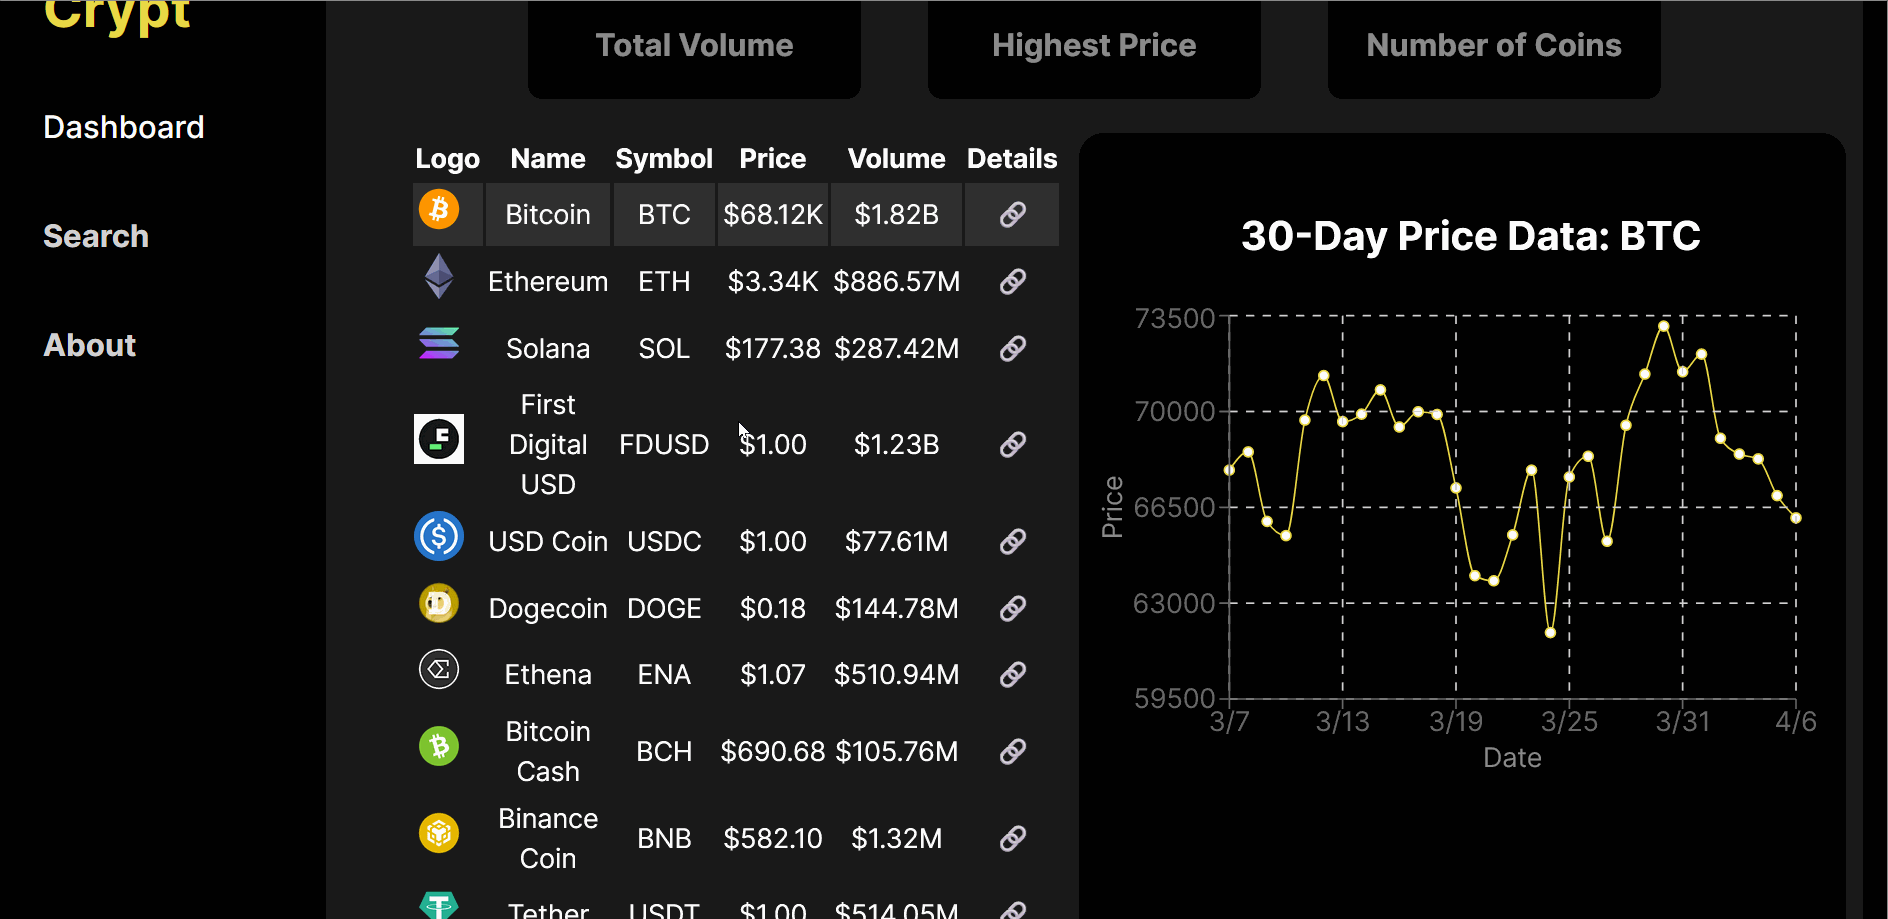 Crypt
Dashboard
Search
About
Total Volume
Highest Price
Number of Coins
Logo Name Symbol Price Volume Details
Bitcoin BTC $68.12K $1.82B
Ethereum ETH $3.34K $886.57M
Solana SOL $177.38 $287.42M
First
Digital FDUSD $1.00 $1.23B
USD
USD Coin USDC $1.00 $77.61M
Dogecoin DOGE $0.18 $144.78M
Ethena ENA $1.07 $510.94M
Bitcoin
Cash BCH $690.68 $105.76M
Binance
Coin BNB $582.10 $1.32M
Tether USDT $1.00 $514.05M
30-Day Price Data: BTC
73500
70000
66500
63000
59500
Price
3/7 3/13 3/19 3/25 3/31 4/6
Date